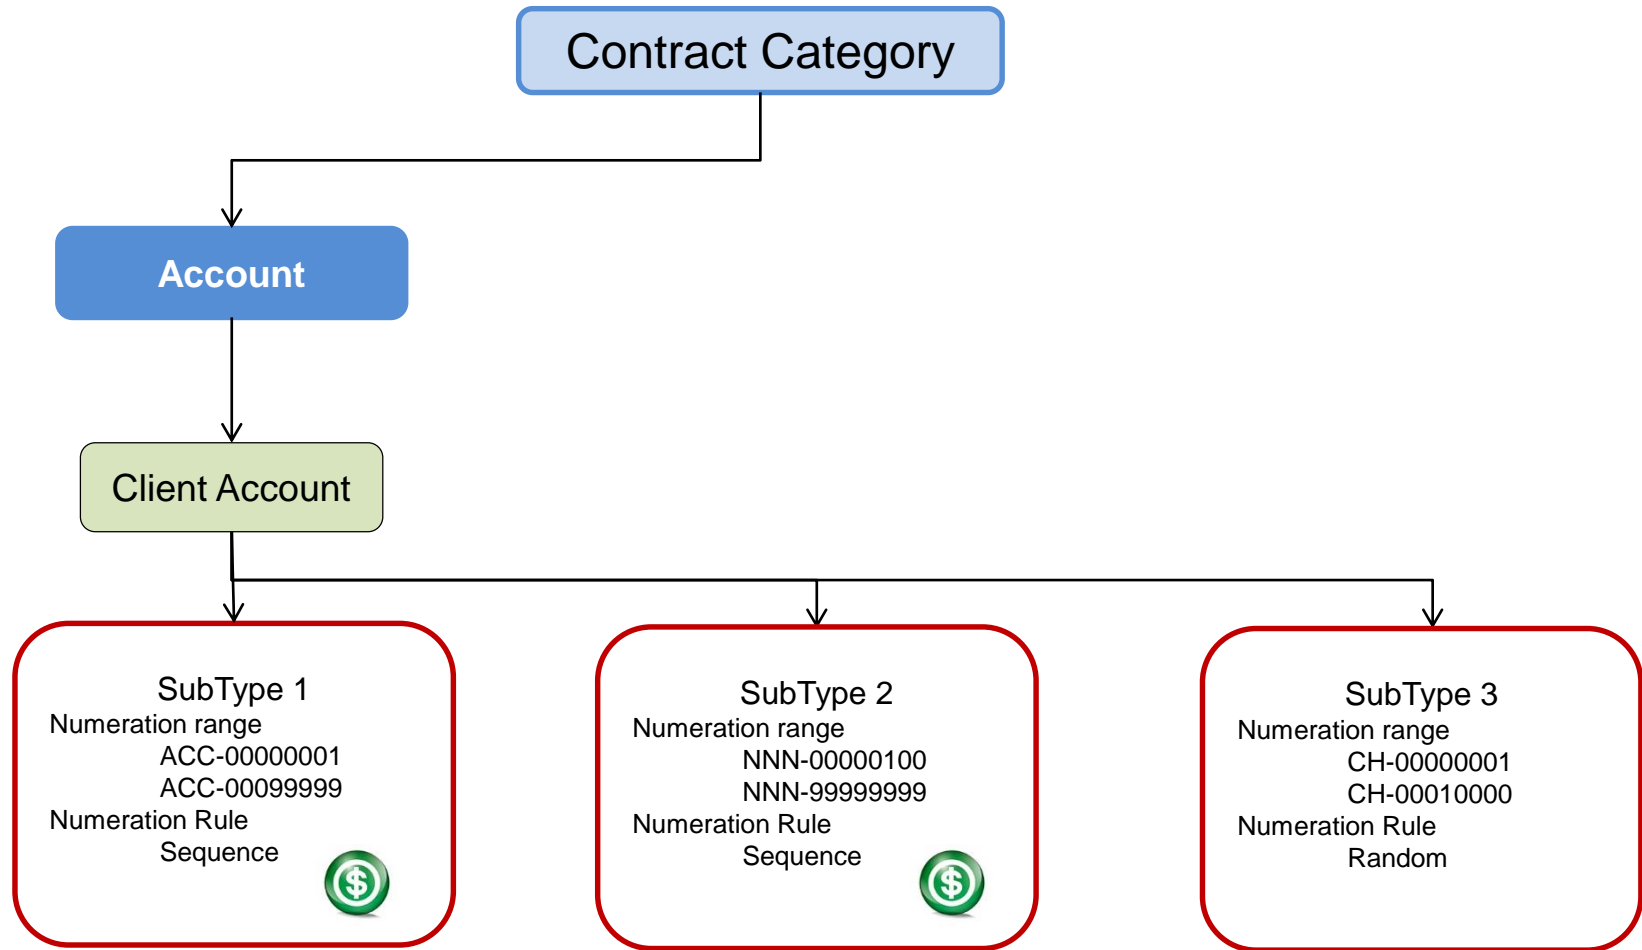 Contract Category
Account
Client Account
SubType 1
Numeration range
ACC-00000001
ACC-00099999
Numeration Rule
Sequence
$
SubType 2
Numeration range
NNN-00000100
NNN-99999999
Numeration Rule
Sequence
$
SubType 3
Numeration range
CH-00000001
CH-00010000
Numeration Rule
Random